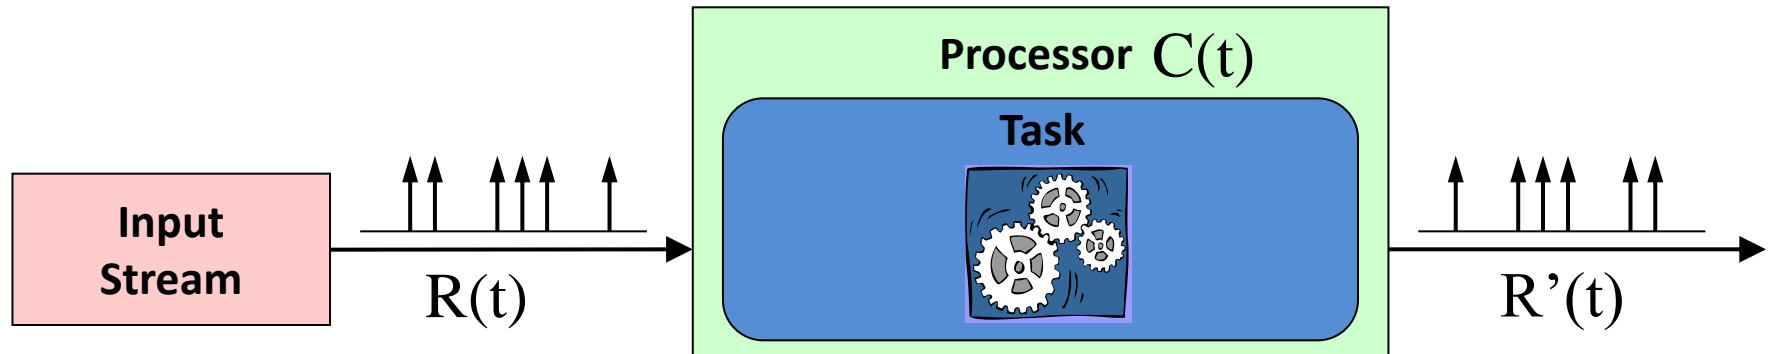 Processor C(t)
Task
Input
Stream
R(t)
R’(t)